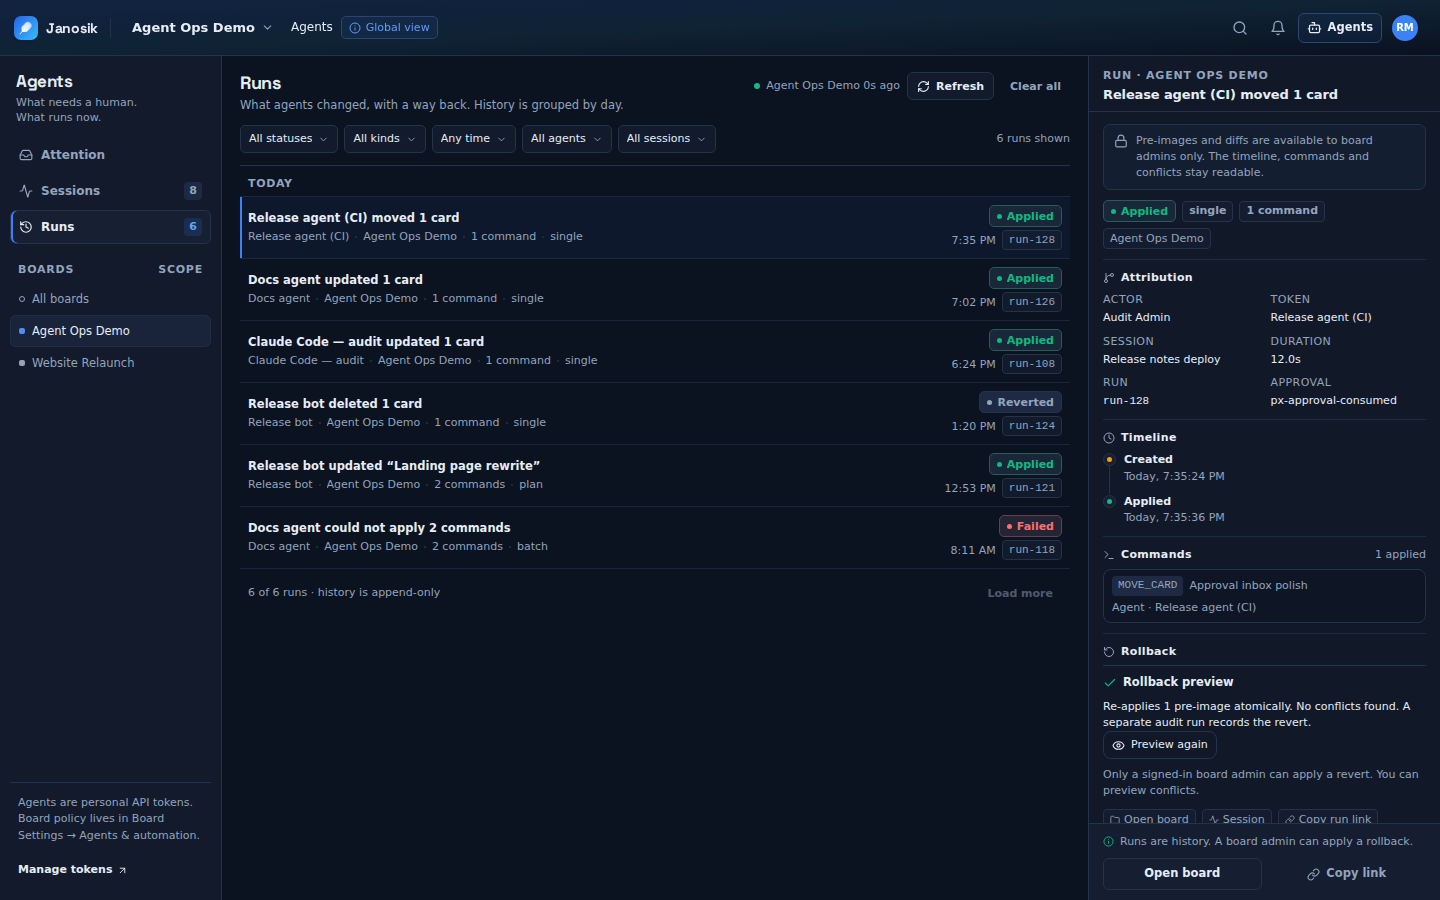 Janosik
Agent Ops Demo
Agents
Global view
Agents
RM
Agents
What needs a human.
What runs now.
Attention
Sessions 8
Runs 6
BOARDS SCOPE
All boards
Agent Ops Demo
Website Relaunch
Agents are personal API tokens.
Board policy lives in Board
Settings → Agents & automation.
Manage tokens
Runs
What agents changed, with a way back. History is grouped by day.
Agent Ops Demo 0s ago
Refresh
Clear all
All statuses
All kinds
Any time
All agents
All sessions
6 runs shown
TODAY
Release agent (CI) moved 1 card
Applied
Release agent (CI) · Agent Ops Demo · 1 command · single
7:35 PM run-128
Docs agent updated 1 card
Applied
Docs agent · Agent Ops Demo · 1 command · single
7:02 PM run-126
Claude Code — audit updated 1 card
Applied
Claude Code — audit · Agent Ops Demo · 1 command · single
6:24 PM run-108
Release bot deleted 1 card
Reverted
Release bot · Agent Ops Demo · 1 command · single
1:20 PM run-124
Release bot updated “Landing page rewrite”
Applied
Release bot · Agent Ops Demo · 2 commands · plan
12:53 PM run-121
Docs agent could not apply 2 commands
Failed
Docs agent · Agent Ops Demo · 2 commands · batch
8:11 AM run-118
6 of 6 runs · history is append-only
Load more
RUN · AGENT OPS DEMO
Release agent (CI) moved 1 card
Pre-images and diffs are available to board
admins only. The timeline, commands and
conflicts stay readable.
Applied
single
1 command
Agent Ops Demo
Attribution
ACTOR TOKEN
Audit Admin Release agent (CI)
SESSION DURATION
Release notes deploy 12.0s
RUN APPROVAL
run-128 px-approval-consumed
Timeline
Created
Today, 7:35:24 PM
Applied
Today, 7:35:36 PM
Commands 1 applied
MOVE_CARD Approval inbox polish
Agent · Release agent (CI)
Rollback
Rollback preview
Re-applies 1 pre-image atomically. No conflicts found. A
separate audit run records the revert.
Preview again
Only a signed-in board admin can apply a revert. You can
preview conflicts.
Open board
Session
Copy run link
Runs are history. A board admin can apply a rollback.
Open board
Copy link